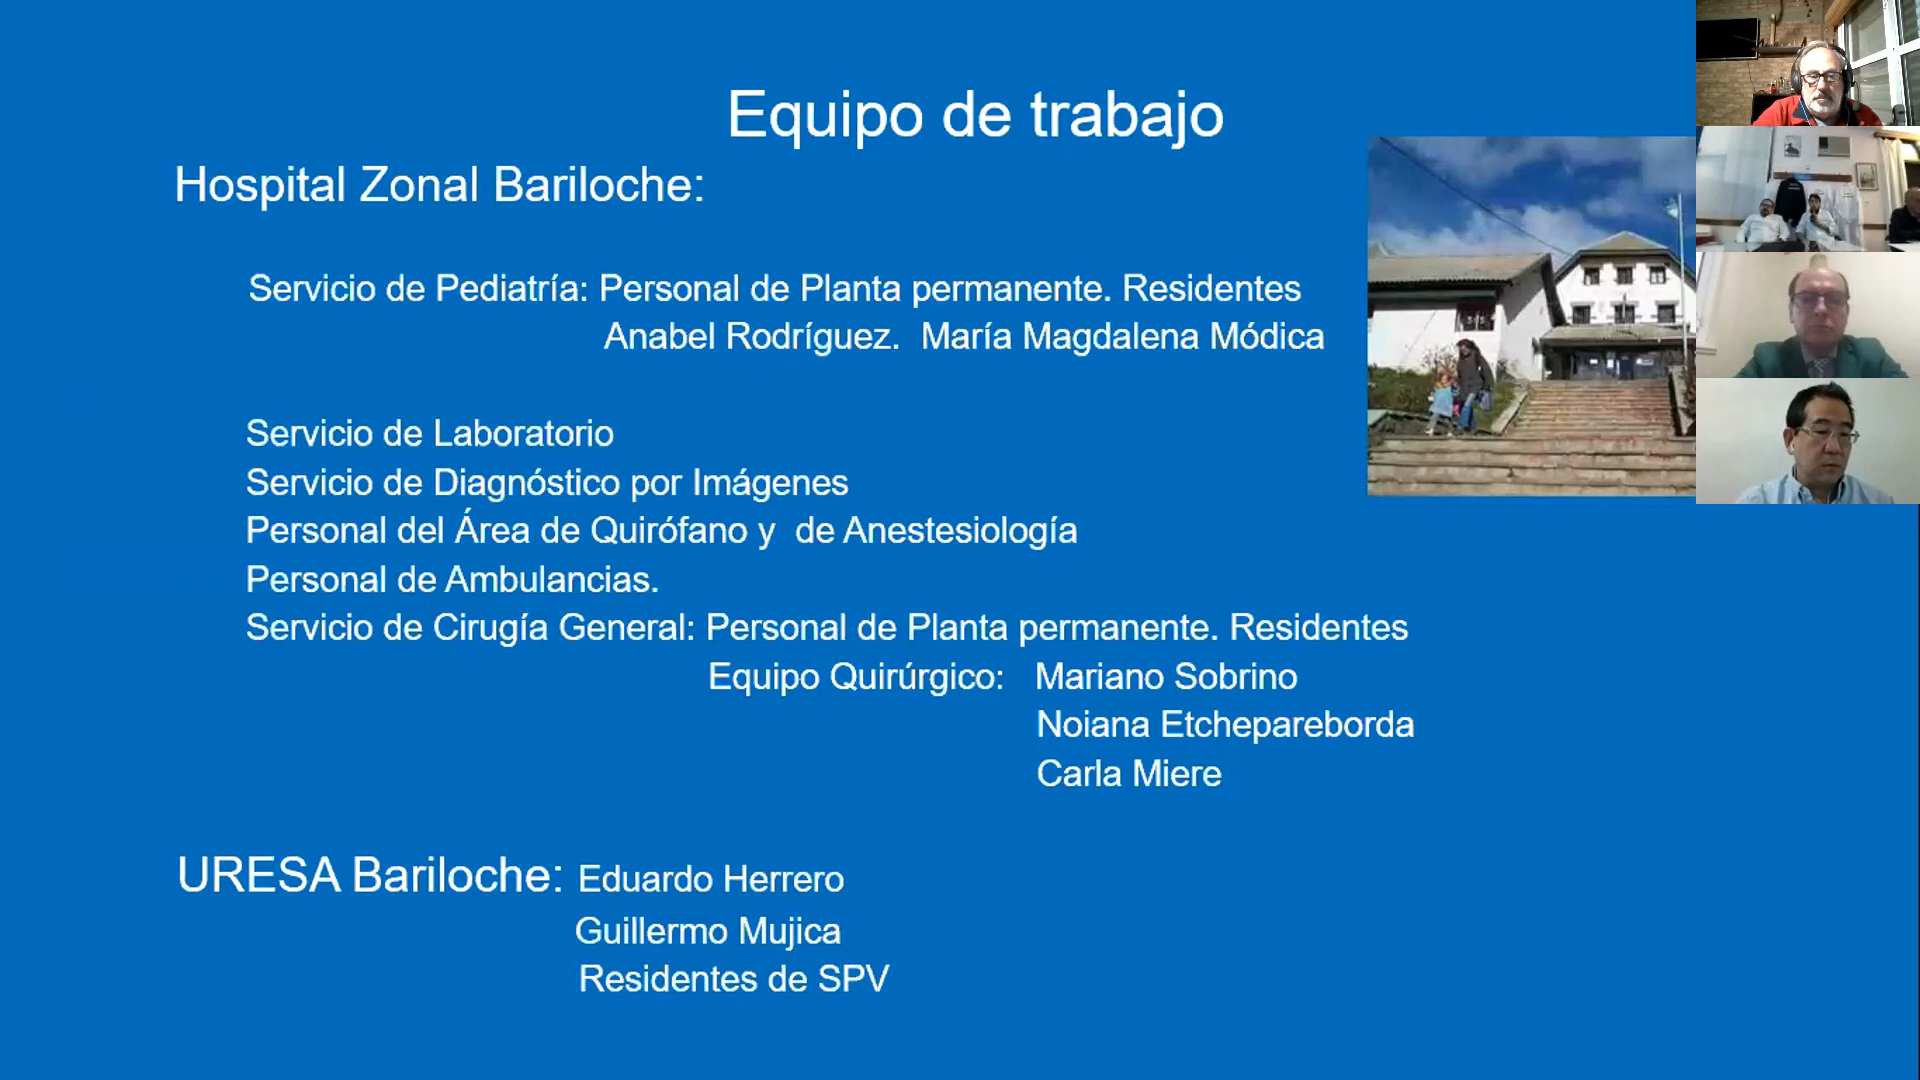 Equipo de trabajo
Hospital Zonal Bariloche:
Servicio de Pediatría: Personal de Planta permanente. Residentes
Anabel Rodríguez. María Magdalena Módica
Servicio de Laboratorio
Servicio de Diagnóstico por Imágenes
Personal del Área de Quirófano y de Anestesiología
Personal de Ambulancias.
Servicio de Cirugía General: Personal de Planta permanente. Residentes
Equipo Quirúrgico: Mariano Sobrino
Noiana Etchepareborda
Carla Miere
URESA Bariloche: Eduardo Herrero
Guillermo Mujica
Residentes de SPV